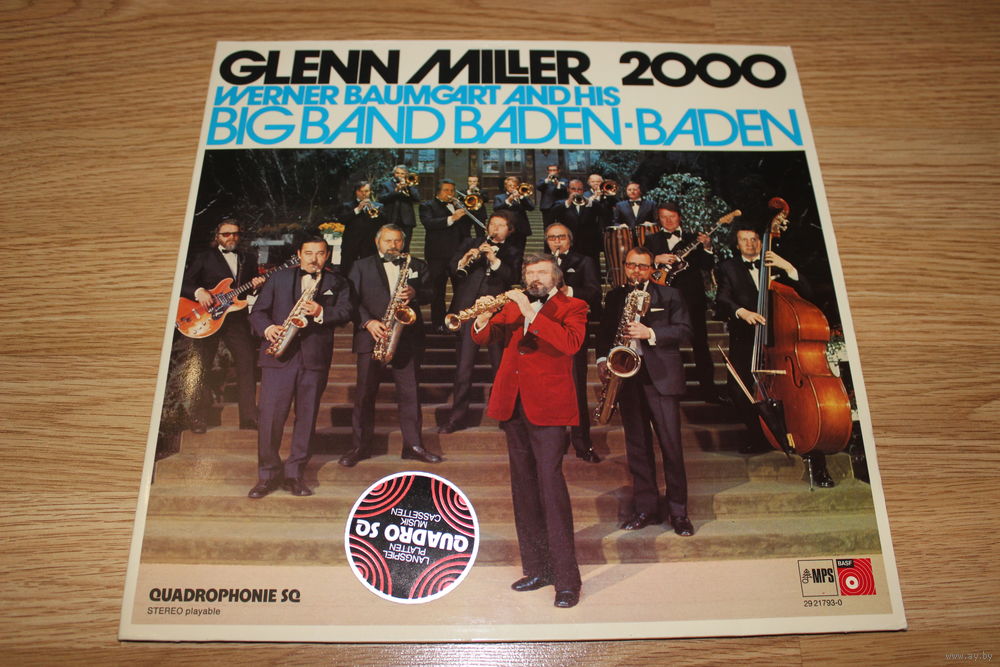 GLENN MILLER 2000
WERNER BAUMGART AND HIS
BIG BAND BADEN-BADEN
LANGSPIEL
PLATTEN
QUADRO SQ
MUSIK
CASSETTEN
QUADROPHONIE SQ
STEREO playable
MPS
BASF
29 21793-0
www.ay.by